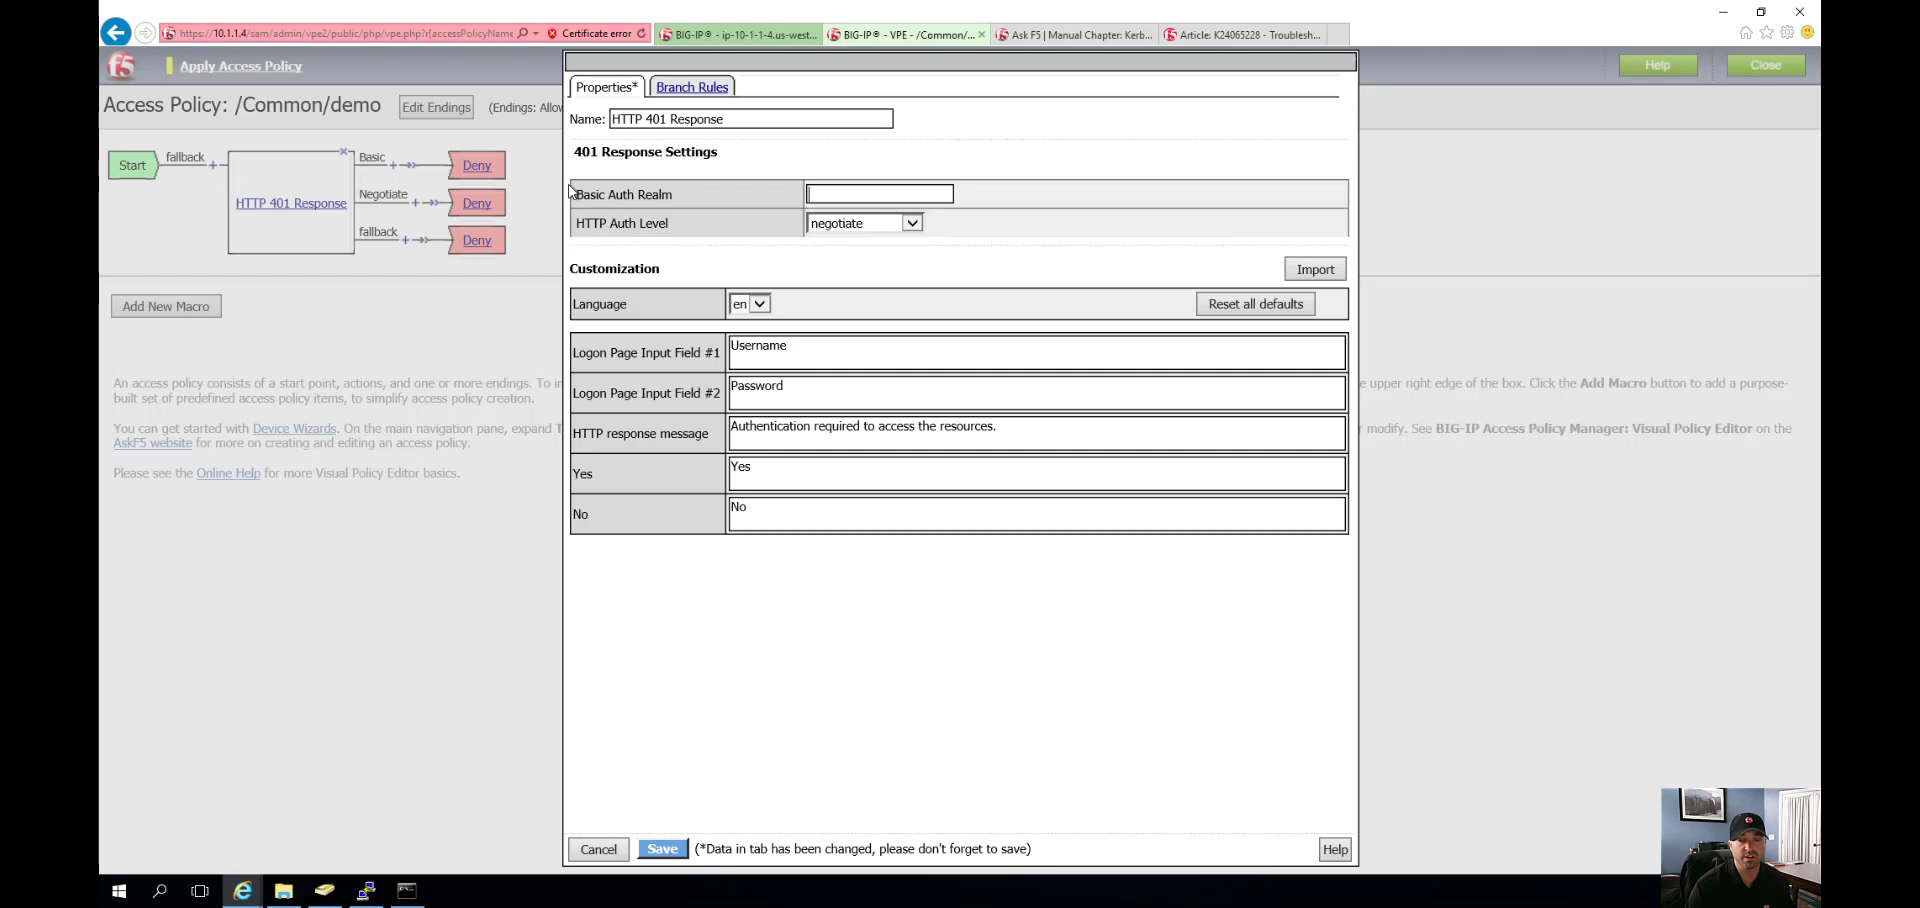 https://10.1.1.4/sam/admin/vpe2/public/php/vpe.php?r[accessPolicyName
Certificate error
BIG-IP® - ip-10-1-1-4.us-west...
BIG-IP® - VPE - /Common/...
Ask F5 | Manual Chapter: Kerb...
Article: K24065228 - Troublesh...
f5
Apply Access Policy
Help
Close
Access Policy: /Common/demo
Edit Endings
(Endings: Allow
Start
fallback
HTTP 401 Response
Basic
Deny
Negotiate
Deny
fallback
Deny
Add New Macro
An access policy consists of a start point, actions, and one or more endings. To in
e upper right edge of the box. Click the Add Macro button to add a purpose-
built set of predefined access policy items, to simplify access policy creation.
You can get started with Device Wizards. On the main navigation pane, expand T
r modify. See BIG-IP Access Policy Manager: Visual Policy Editor on the
AskF5 website for more on creating and editing an access policy.
Please see the Online Help for more Visual Policy Editor basics.
Properties*
Branch Rules
Name: HTTP 401 Response
401 Response Settings
Basic Auth Realm
HTTP Auth Level negotiate
Customization
Import
Language en
Reset all defaults
Logon Page Input Field #1 Username
Logon Page Input Field #2 Password
HTTP response message Authentication required to access the resources.
Yes Yes
No No
Cancel
Save
(*Data in tab has been changed, please don't forget to save)
Help